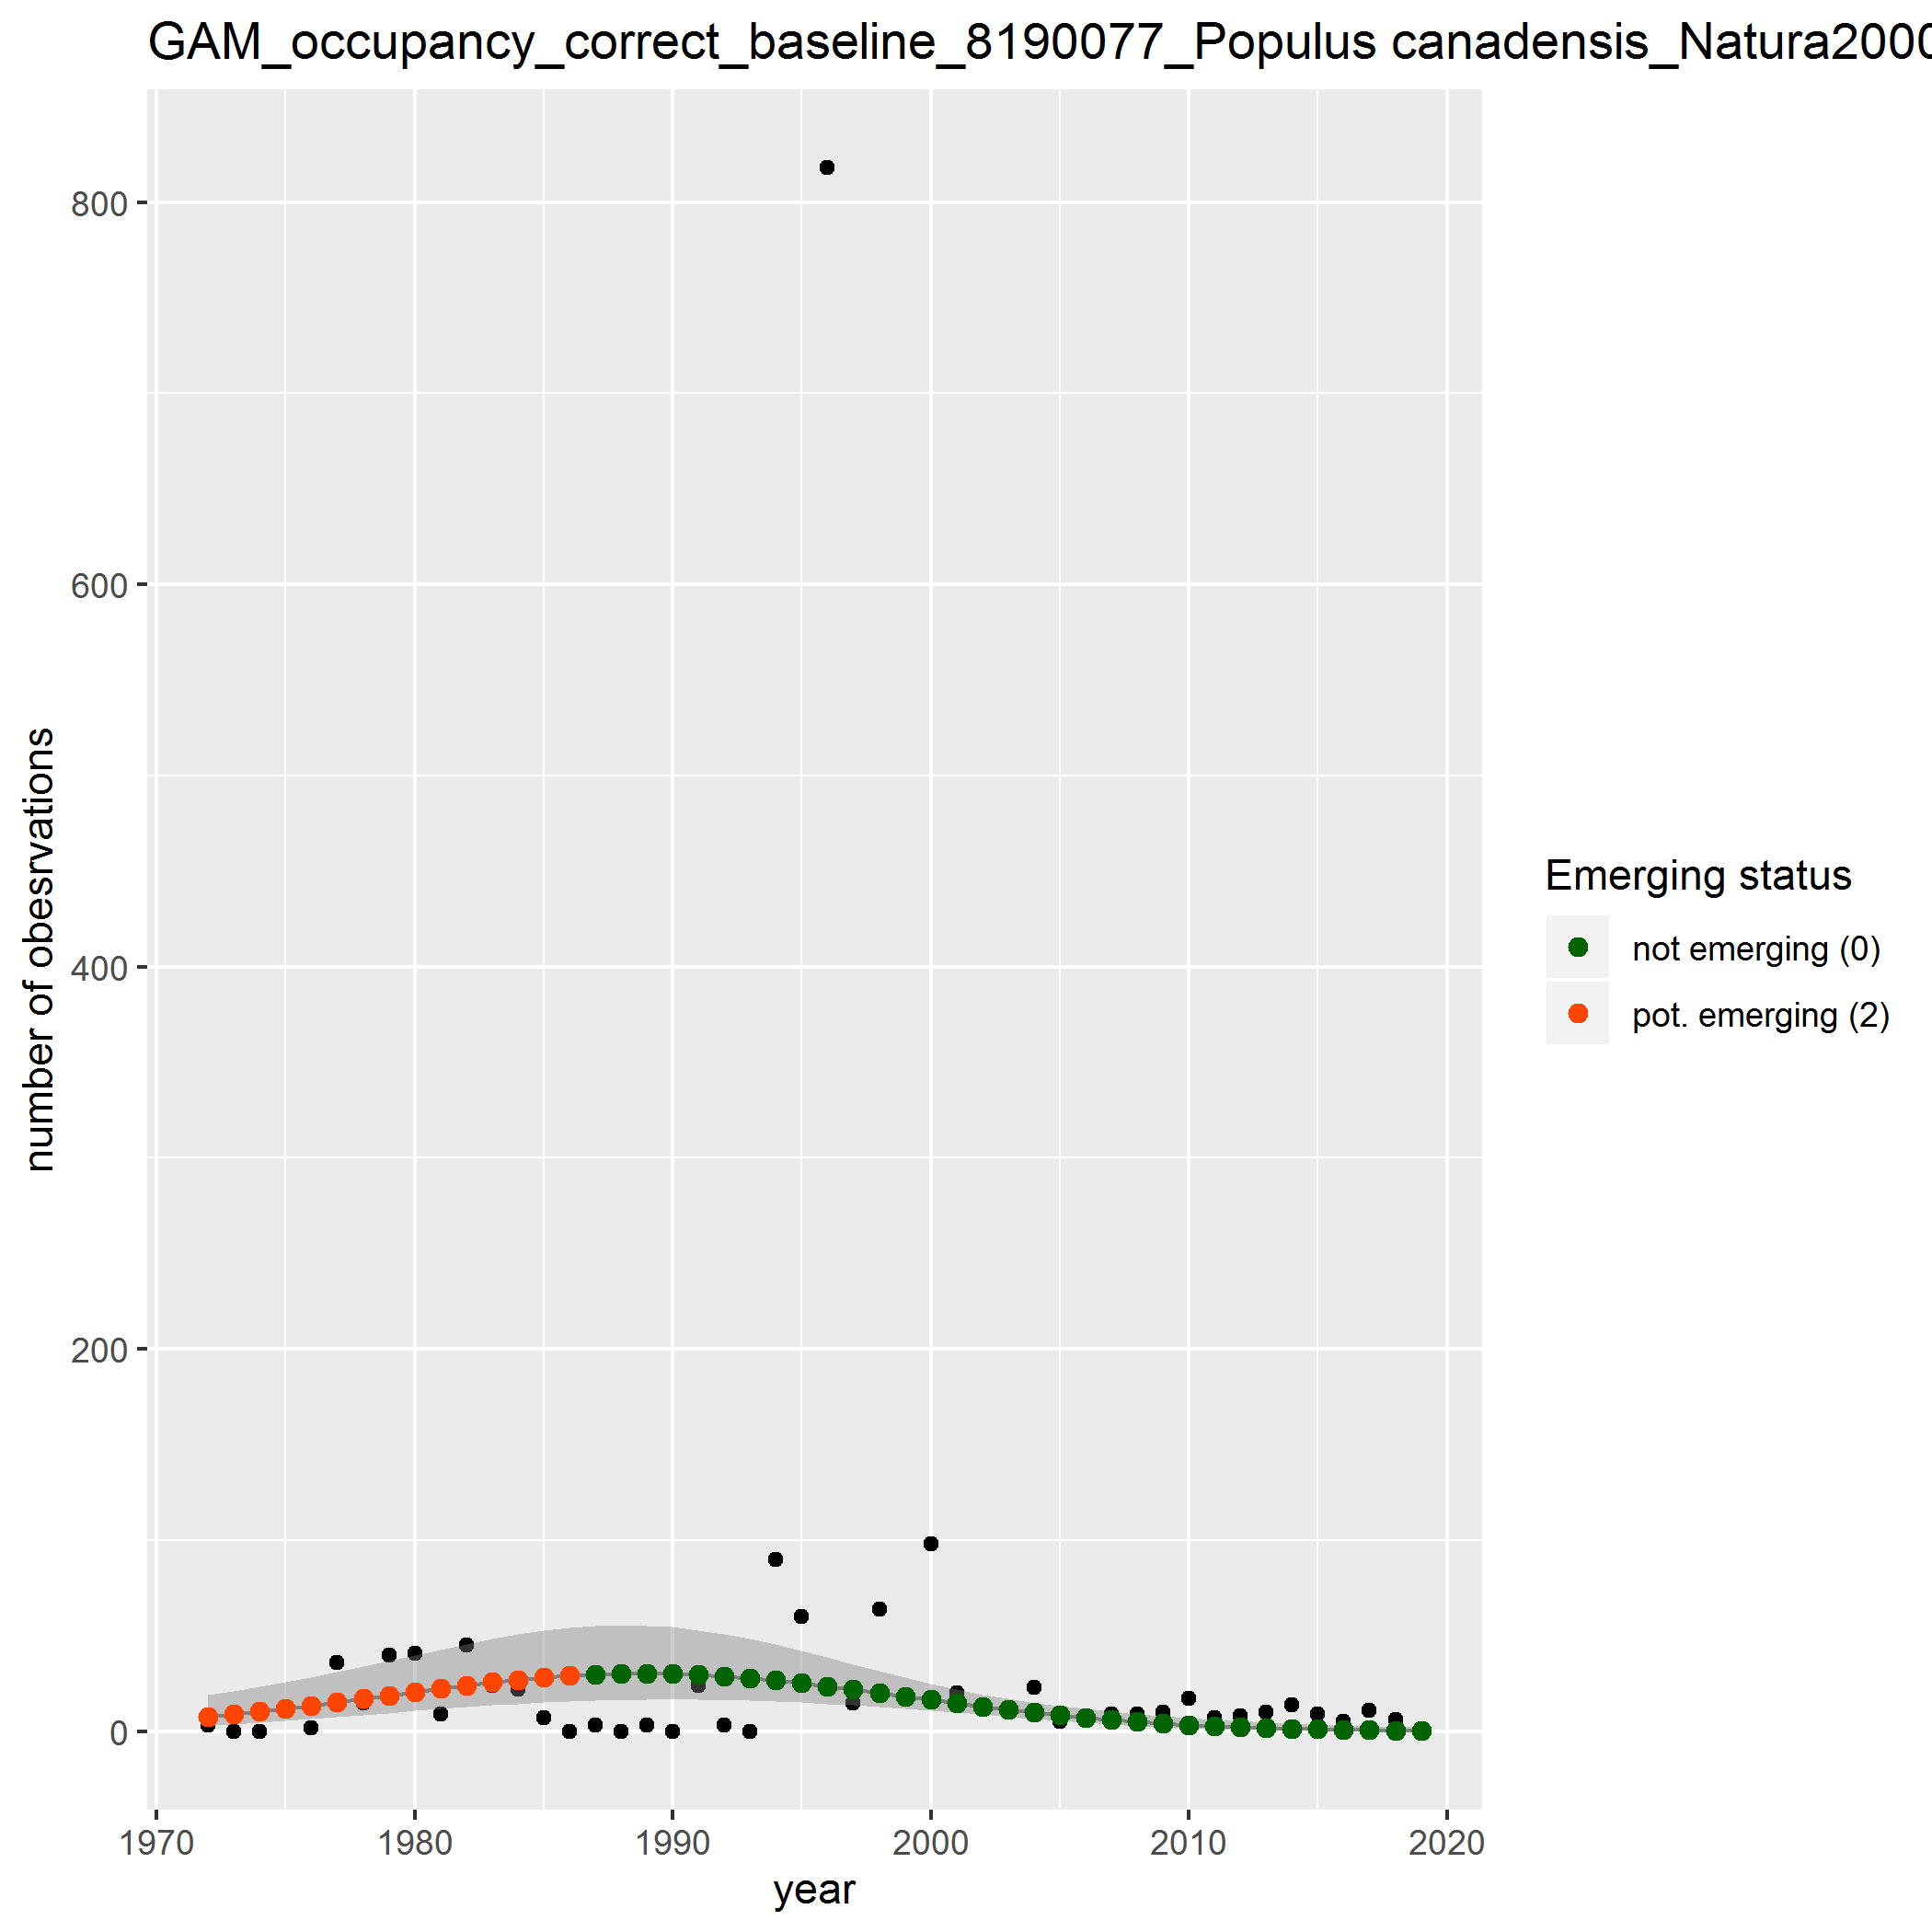 GAM_occupancy_correct_baseline_8190077_Populus canadensis_Natura2000
800
600
400
200
0
number of obesrvations
1970 1980 1990 2000 2010 2020
year
Emerging status
not emerging (0)
pot. emerging (2)